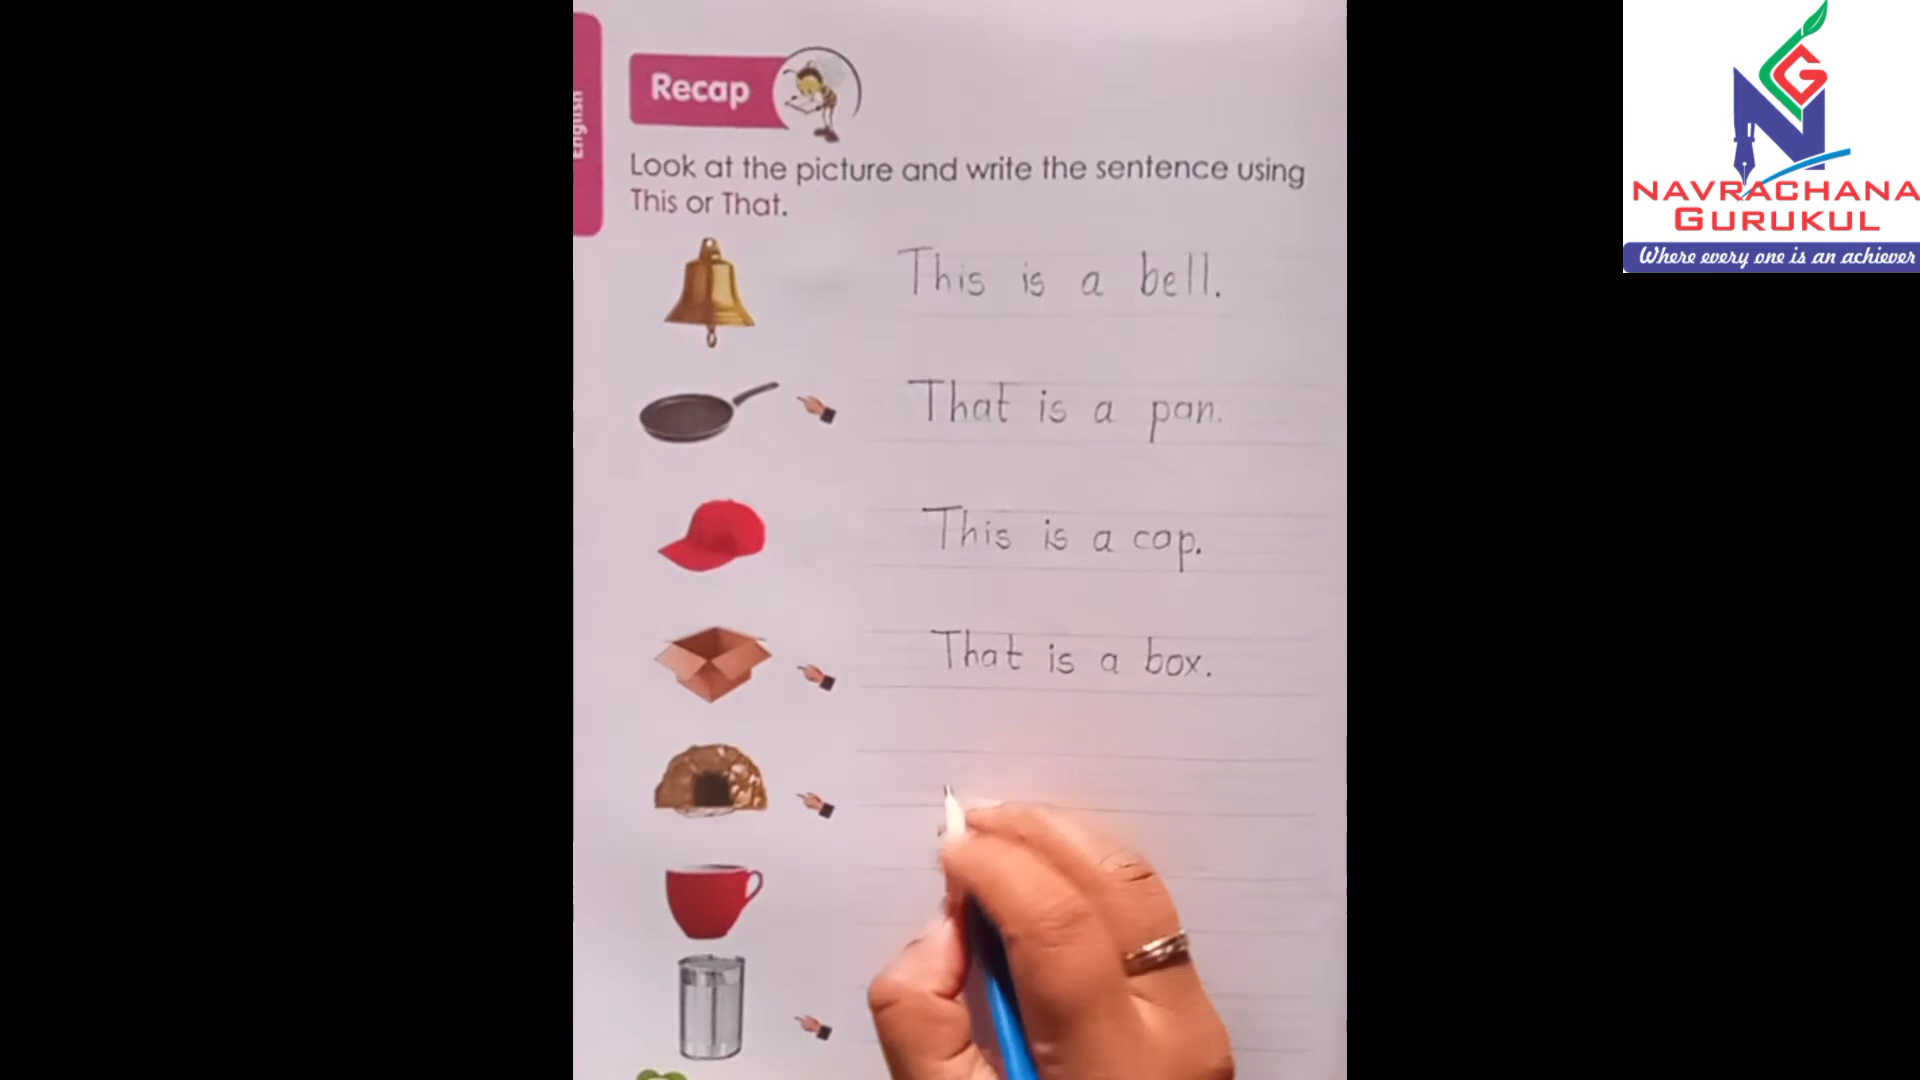 English
Recap
Look at the picture and write the sentence using
This or That.
This is a bell.
That is a pan.
This is a cap.
That is a box.
NAVRACHANA
GURUKUL
Where every one is an achiever